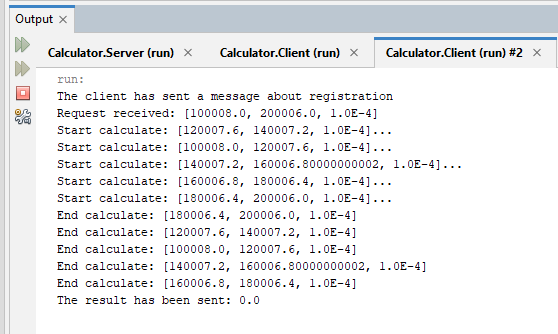 Output ×
Calculator.Server (run) × Calculator.Client (run) × Calculator.Client (run) #2 ×
run:
The client has sent a message about registration
Request received: [100008.0, 200006.0, 1.0E-4]
Start calculate: [120007.6, 140007.2, 1.0E-4]...
Start calculate: [100008.0, 120007.6, 1.0E-4]...
Start calculate: [140007.2, 160006.80000000002, 1.0E-4]...
Start calculate: [160006.8, 180006.4, 1.0E-4]...
Start calculate: [180006.4, 200006.0, 1.0E-4]...
End calculate: [180006.4, 200006.0, 1.0E-4]
End calculate: [120007.6, 140007.2, 1.0E-4]
End calculate: [100008.0, 120007.6, 1.0E-4]
End calculate: [140007.2, 160006.80000000002, 1.0E-4]
End calculate: [160006.8, 180006.4, 1.0E-4]
The result has been sent: 0.0